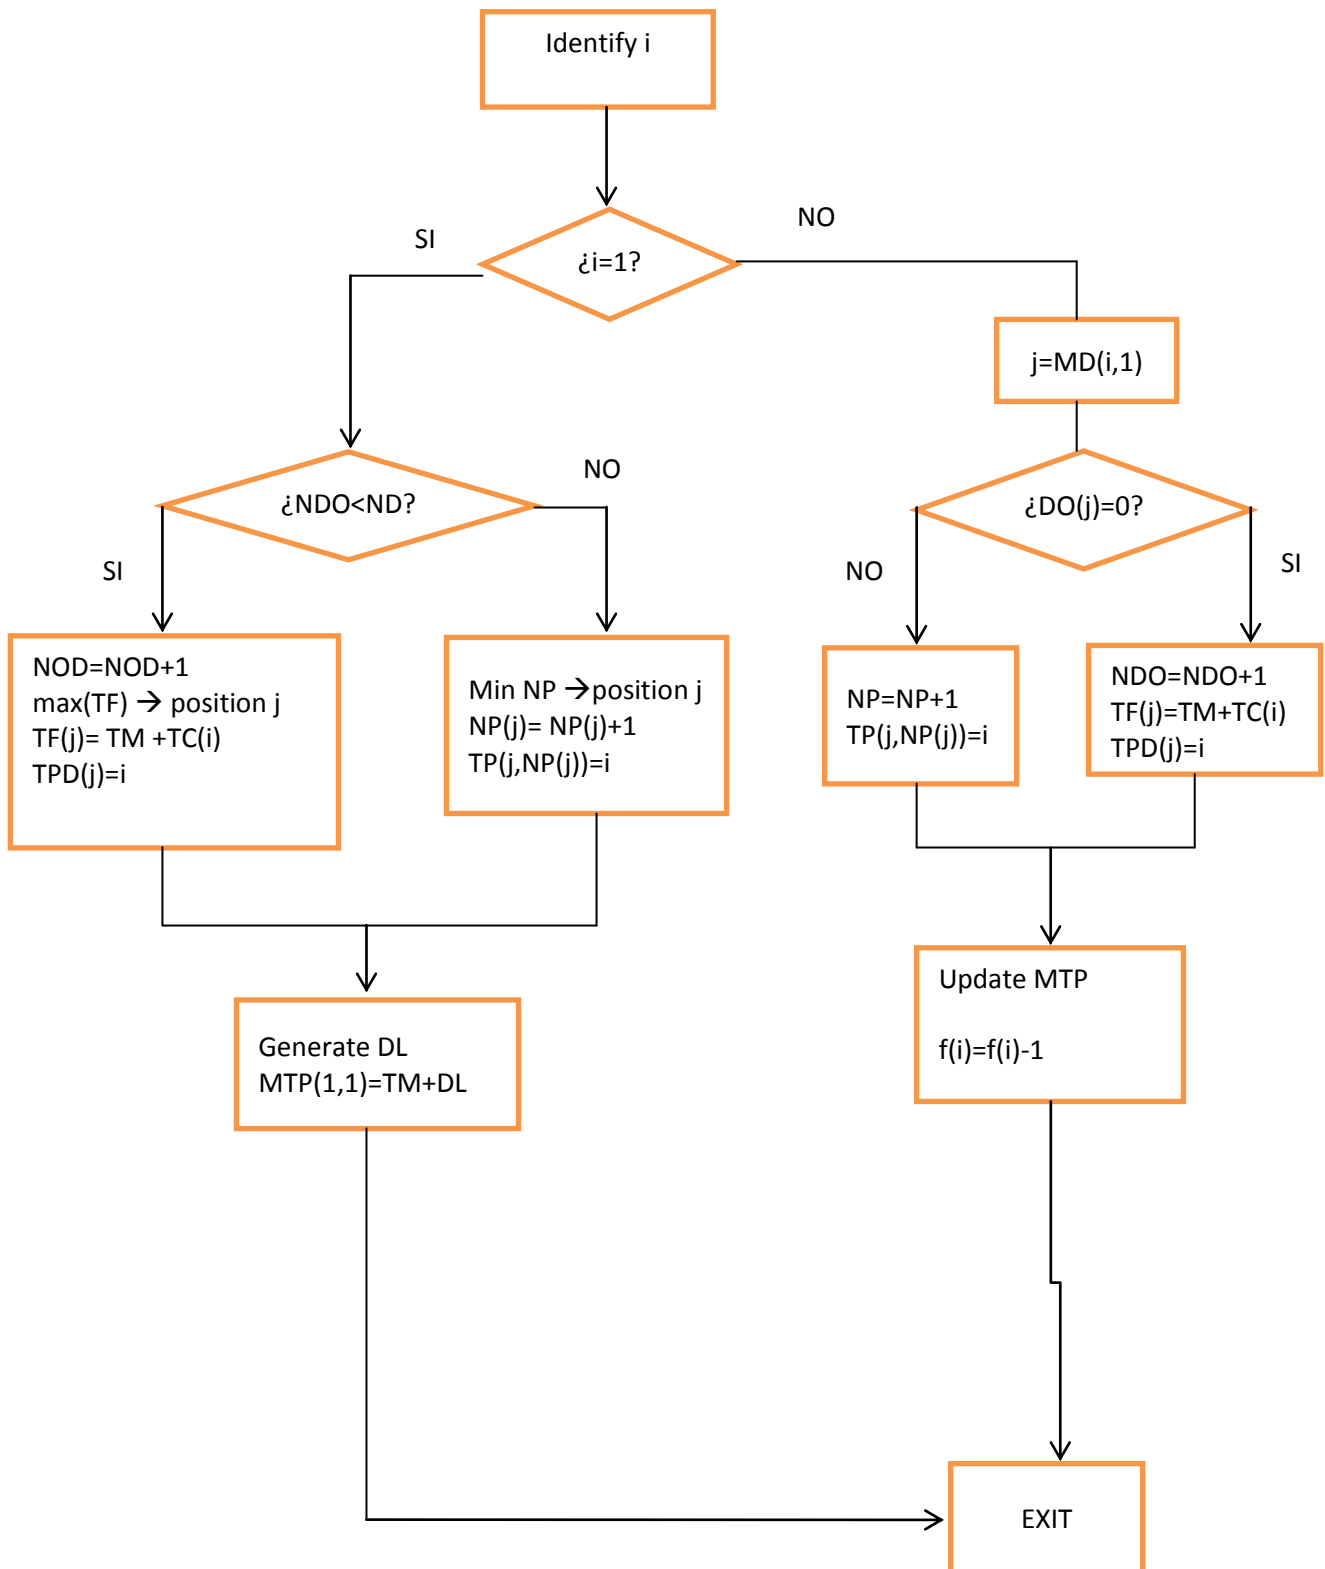 Identify i
NO
SI
¿i=1?
j=MD(i,1)
NO
¿NDO<ND?
¿DO(j)=0?
SI
NO
SI
NOD=NOD+1
max(TF) → position j
TF(j)= TM +TC(i)
TPD(j)=i
Min NP →position j
NP(j)= NP(j)+1
TP(j,NP(j))=i
NP=NP+1
TP(j,NP(j))=i
NDO=NDO+1
TF(j)=TM+TC(i)
TPD(j)=i
Update MTP
f(i)=f(i)-1
Generate DL
MTP(1,1)=TM+DL
EXIT